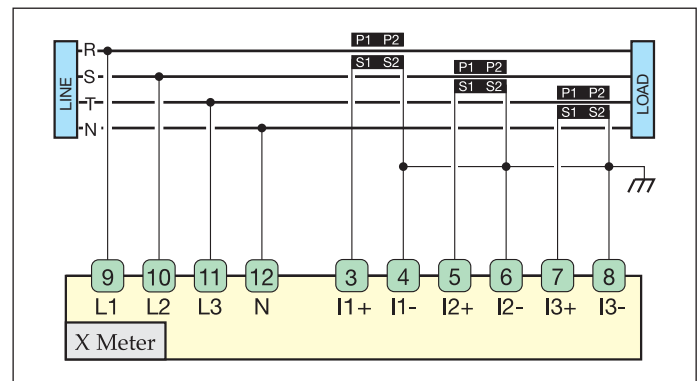 P1 P2
R
S1 S2
P1 P2
S
S1 S2
P1 P2
T
S1 S2
N
LINE
LOAD
9 10 11 12 3 4 5 6 7 8
L1 L2 L3 N I1+ I1- I2+ I2- I3+ I3-
X Meter